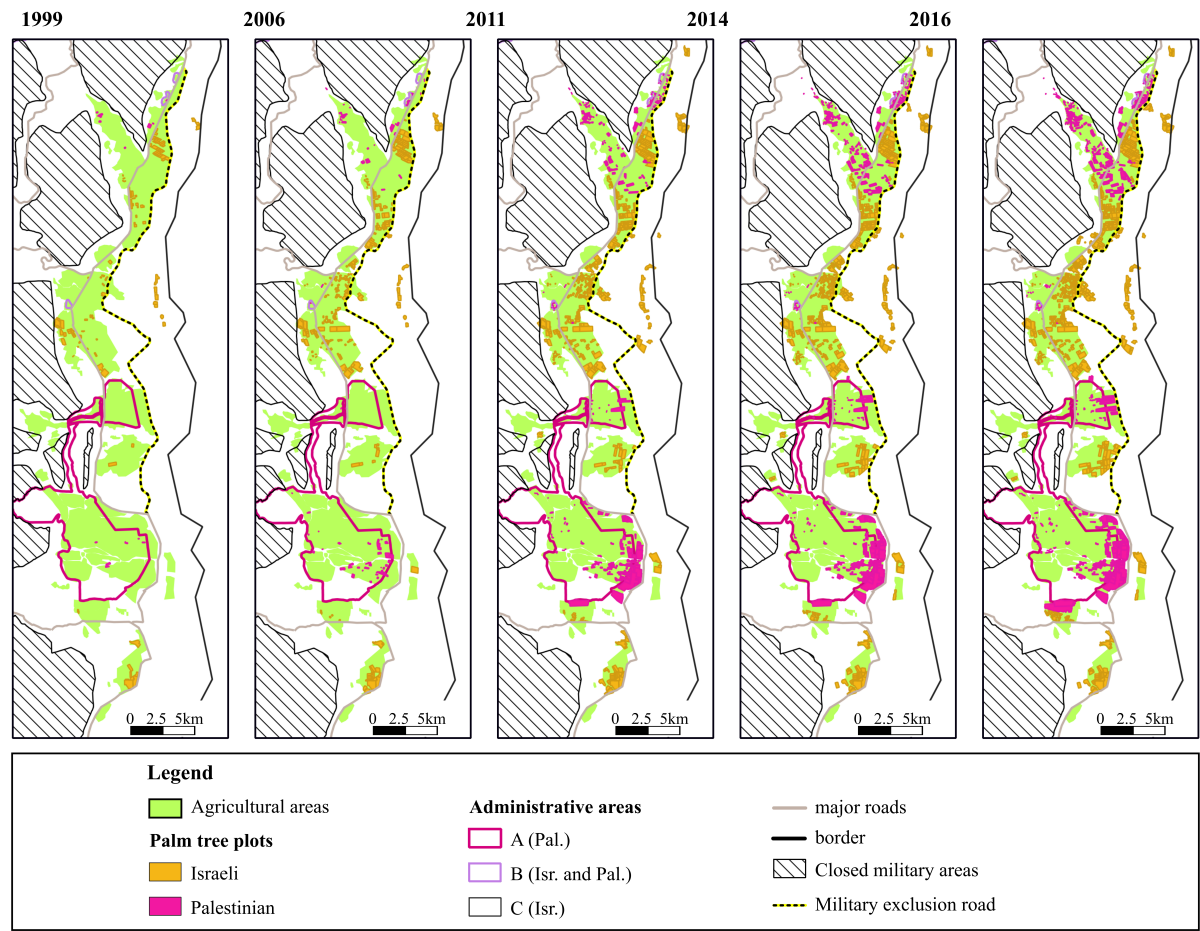 1999
2006
2011
2014
2016
0 2.5 5km
0 2.5 5km
0 2.5 5km
0 2.5 5km
0 2.5 5km
Legend
Agricultural areas
Palm tree plots
Israeli
Palestinian
Administrative areas
A (Pal.)
B (Isr. and Pal.)
C (Isr.)
major roads
border
Closed military areas
Military exclusion road